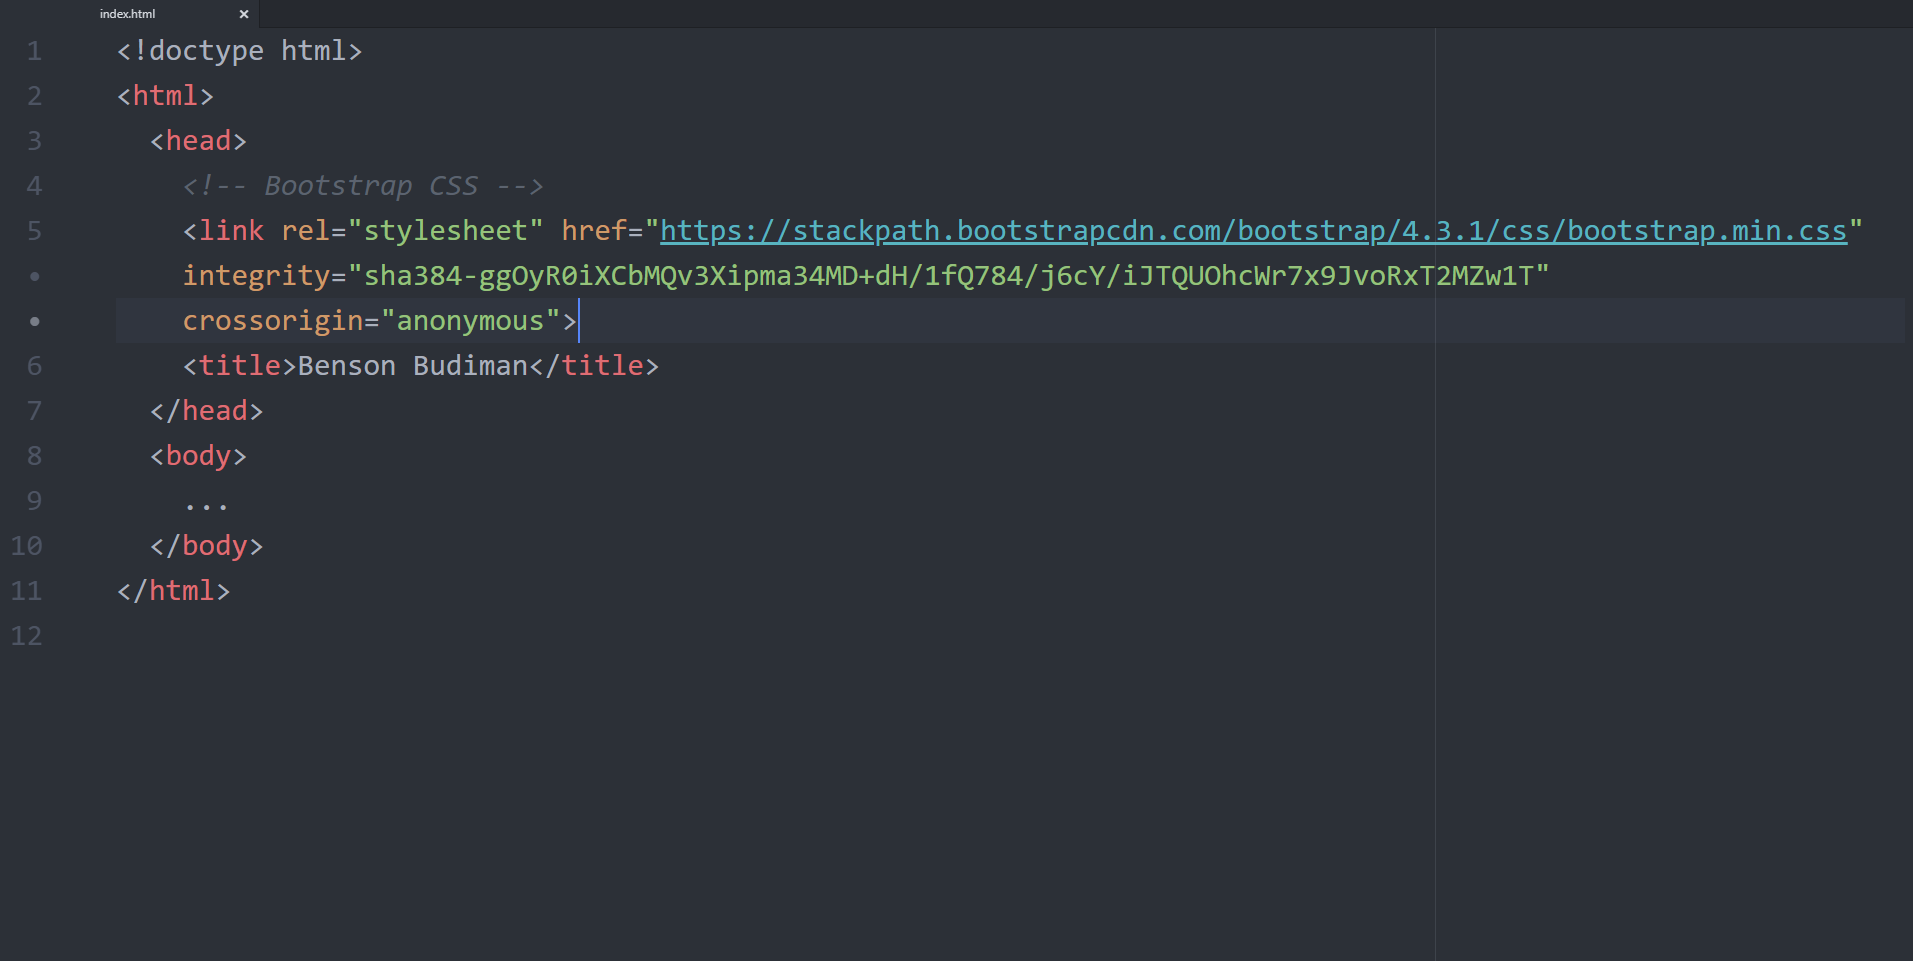 index.html ×
1 <!doctype html>
2 <html>
3 <head>
4 <!-- Bootstrap CSS -->
5 <link rel="stylesheet" href="https://stackpath.bootstrapcdn.com/bootstrap/4.3.1/css/bootstrap.min.css"
• integrity="sha384-ggOyR0iXCbMQv3Xipma34MD+dH/1fQ784/j6cY/iJTQUOhcWr7x9JvoRxT2MZw1T"
• crossorigin="anonymous">
6 <title>Benson Budiman</title>
7 </head>
8 <body>
9 ...
10 </body>
11 </html>
12